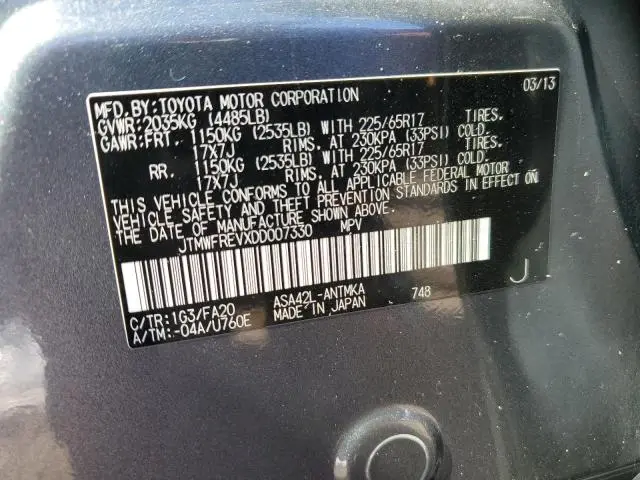 MFD. BY: TOYOTA MOTOR CORPORATION 03/13
GVWR: 2035KG (4485LB)
GAWR: FRT. 1150KG (2535LB) WITH 225/65R17 TIRES.
17X7J RIMS. AT 230KPA (33PSI) COLD.
RR. 1150KG (2535LB) WITH 225/65R17 TIRES.
17X7J RIMS. AT 230KPA (33PSI) COLD.
THIS VEHICLE CONFORMS TO ALL APPLICABLE FEDERAL MOTOR
VEHICLE SAFETY AND THEFT PREVENTION STANDARDS IN EFFECT ON
THE DATE OF MANUFACTURE SHOWN ABOVE.
JTMWFREVXDD007330 MPV
J
C/TR: 1G3/FA20 ASA42L-ANTMKA 748
A/TM: -04A/U760E MADE IN JAPAN